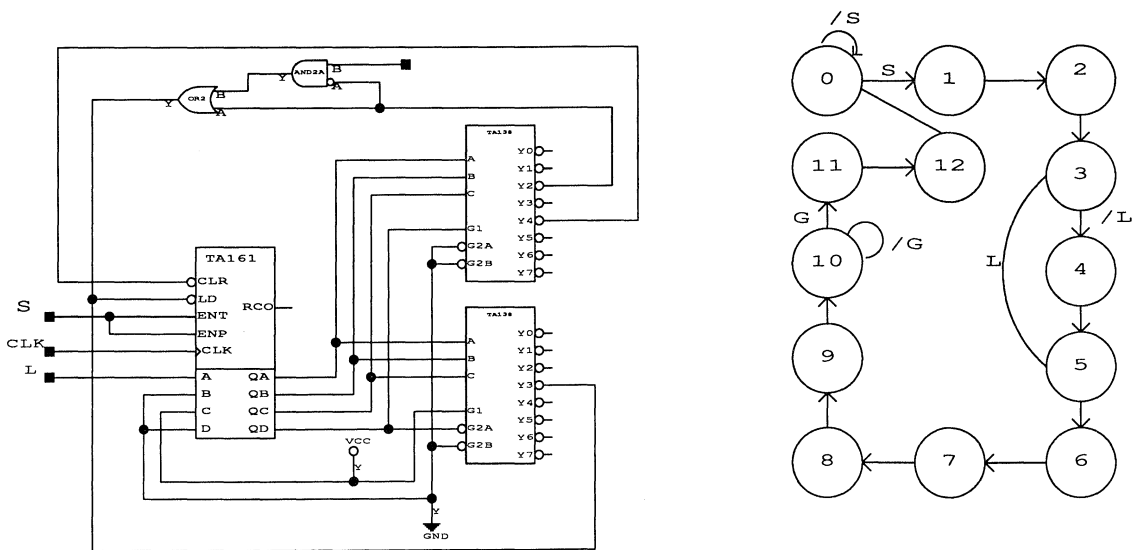 Y OR2 B A
Y AND2A B A
TA138
A
B
C
G1
G2A
G2B
Y0
Y1
Y2
Y3
Y4
Y5
Y6
Y7
TA161
CLR
LD
ENT
ENP
CLK
RCO
A QA
B QB
C QC
D QD
S
CLK
L
TA138
A
B
C
G1
G2A
G2B
Y0
Y1
Y2
Y3
Y4
Y5
Y6
Y7
VCC
Y
Y
GND
/S
L
0
S
1
2
11
12
3
G
/L
10
/G
L
4
9
5
8
7
6